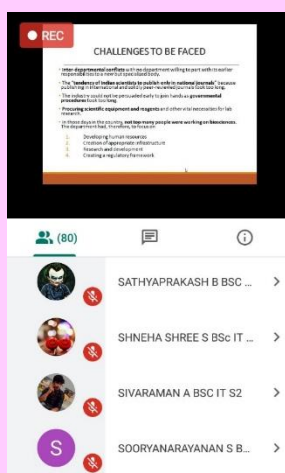 REC
CHALLENGES TO BE FACED
Inter-departmental conflicts with no department willing to part with its earlier
responsibilities to a new but specialized body.
The "tendency of Indian scientists to publish only in national journals" because
publishing in international and solidly peer-reviewed journals took too long.
The industry could not be persuaded early to join hands as governmental
procedures took too long.
Procuring scientific equipment and reagents and other vital necessities for lab
research.
In those days in the country, not too many people were working on biosciences.
The department had, therefore, to focus on
1. Developing human resources
2. Creation of appropriate infrastructure
3. Research and development
4. Creating a regulatory framework
(80)
SATHYAPRAKASH B BSC ...
SHNEHA SHREE S BSc IT ...
SIVARAMAN A BSC IT S2
S
SOORYANARAYANAN S B...